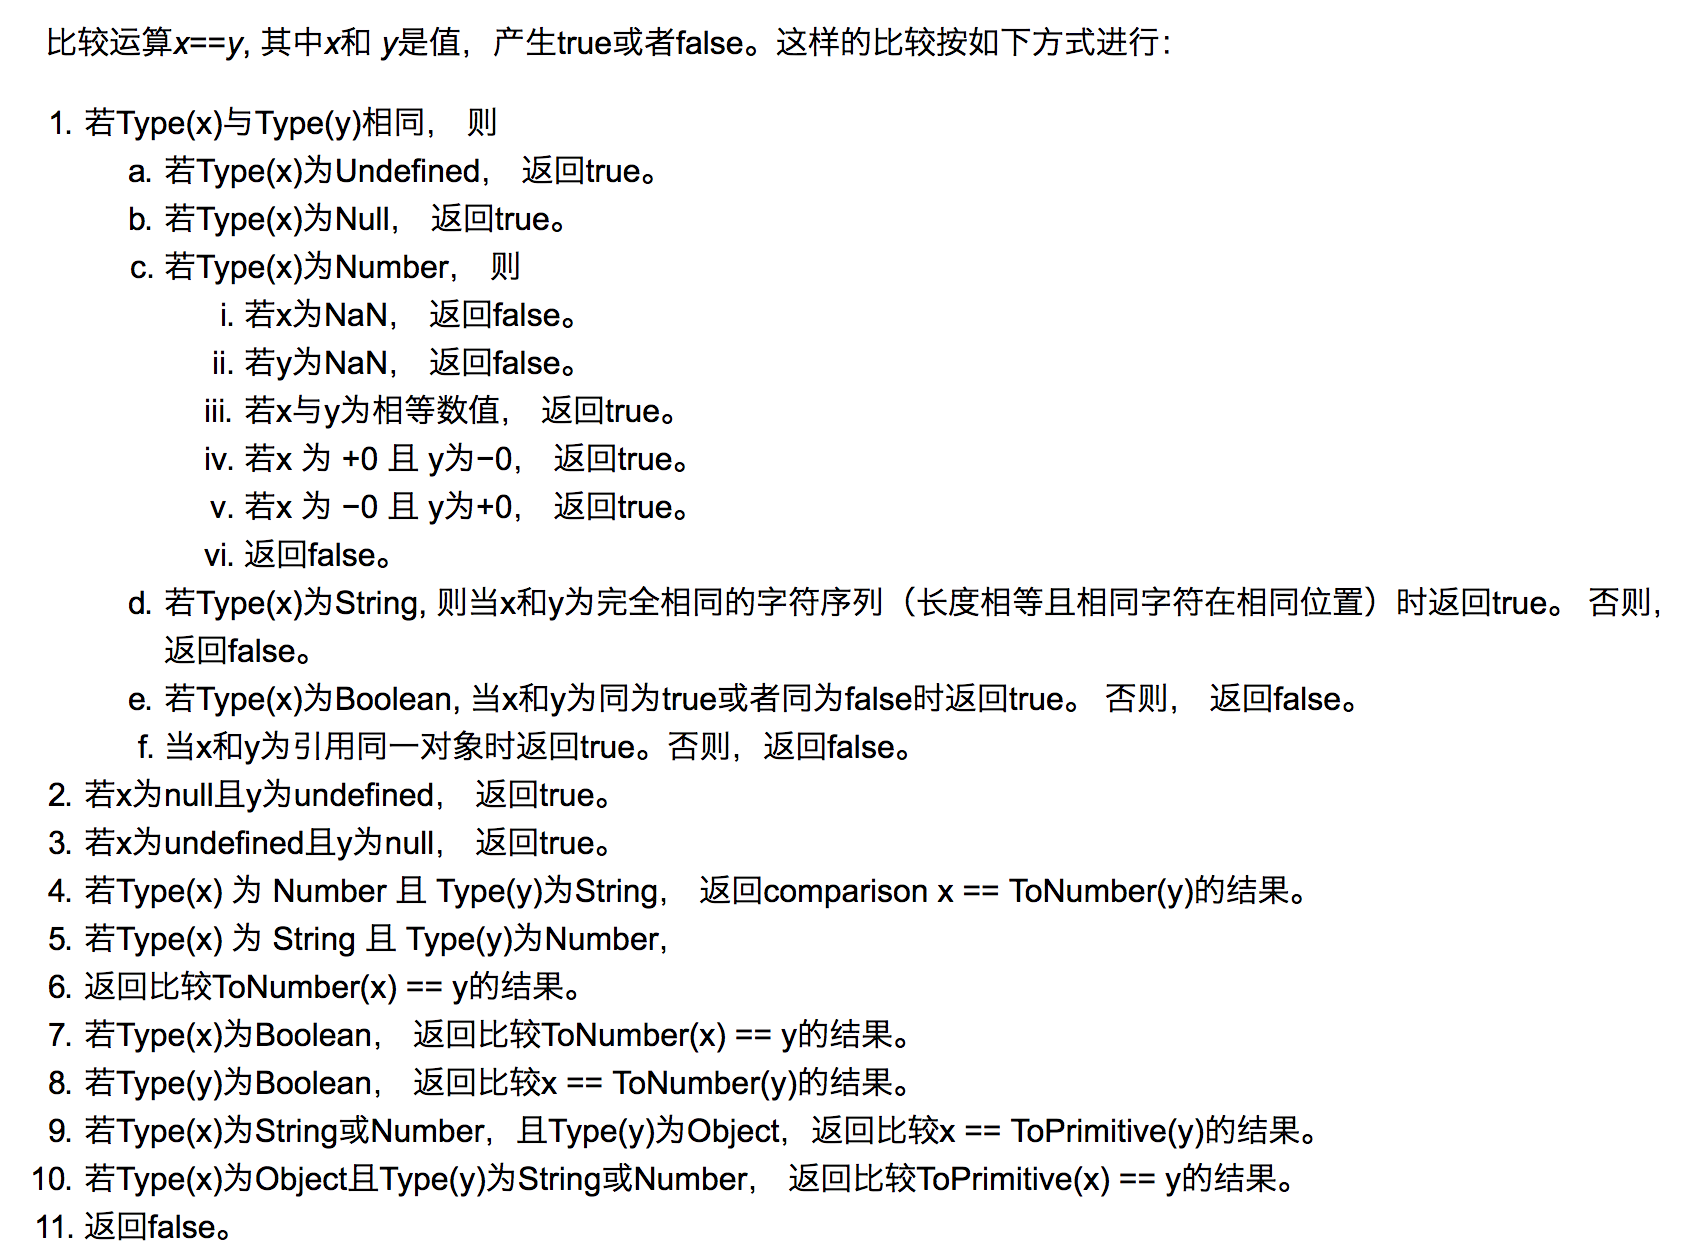 比较运算x==y, 其中x和 y是值，产生true或者false。这样的比较按如下方式进行：
1. 若Type(x)与Type(y)相同， 则
a. 若Type(x)为Undefined， 返回true。
b. 若Type(x)为Null， 返回true。
c. 若Type(x)为Number， 则
i. 若x为NaN， 返回false。
ii. 若y为NaN， 返回false。
iii. 若x与y为相等数值， 返回true。
iv. 若x 为 +0 且 y为−0， 返回true。
v. 若x 为 −0 且 y为+0， 返回true。
vi. 返回false。
d. 若Type(x)为String, 则当x和y为完全相同的字符序列（长度相等且相同字符在相同位置）时返回true。 否则，
返回false。
e. 若Type(x)为Boolean, 当x和y为同为true或者同为false时返回true。 否则， 返回false。
f. 当x和y为引用同一对象时返回true。否则，返回false。
2. 若x为null且y为undefined， 返回true。
3. 若x为undefined且y为null， 返回true。
4. 若Type(x) 为 Number 且 Type(y)为String， 返回comparison x == ToNumber(y)的结果。
5. 若Type(x) 为 String 且 Type(y)为Number，
6. 返回比较ToNumber(x) == y的结果。
7. 若Type(x)为Boolean， 返回比较ToNumber(x) == y的结果。
8. 若Type(y)为Boolean， 返回比较x == ToNumber(y)的结果。
9. 若Type(x)为String或Number，且Type(y)为Object，返回比较x == ToPrimitive(y)的结果。
10. 若Type(x)为Object且Type(y)为String或Number， 返回比较ToPrimitive(x) == y的结果。
11. 返回false。